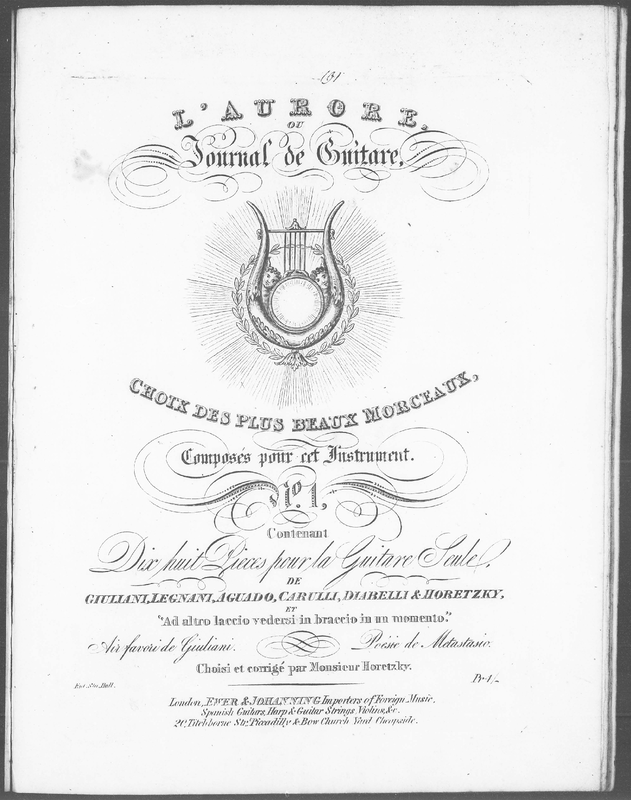 (3)
L'AURORE,
OU
Journal de Guitare,
CHOIX DES PLUS BEAUX MORCEAUX,
Composés pour cet Instrument.
No. 1,
Contenant
Dix huit Pièces pour la Guitare Seule,
DE
GIULIANI, LEGNANI, AGUADO, CARULLI, DIABELLI & HORETZKY,
ET
"Ad altro laccio vedersi in braccio in un momento."
Air favori de Giuliani. Poësie de Metastasio.
Choisi et corrigé par Monsieur Horetzky.
Ent. Sta. Hall. Pr 4/-
London, EWER & JOHANNING Importers of Foreign Music,
Spanish Guitars, Harp & Guitar Strings, Violins, &c.
20, Titchborne Str. Piccadilly & Bow Church Yard Cheapside.